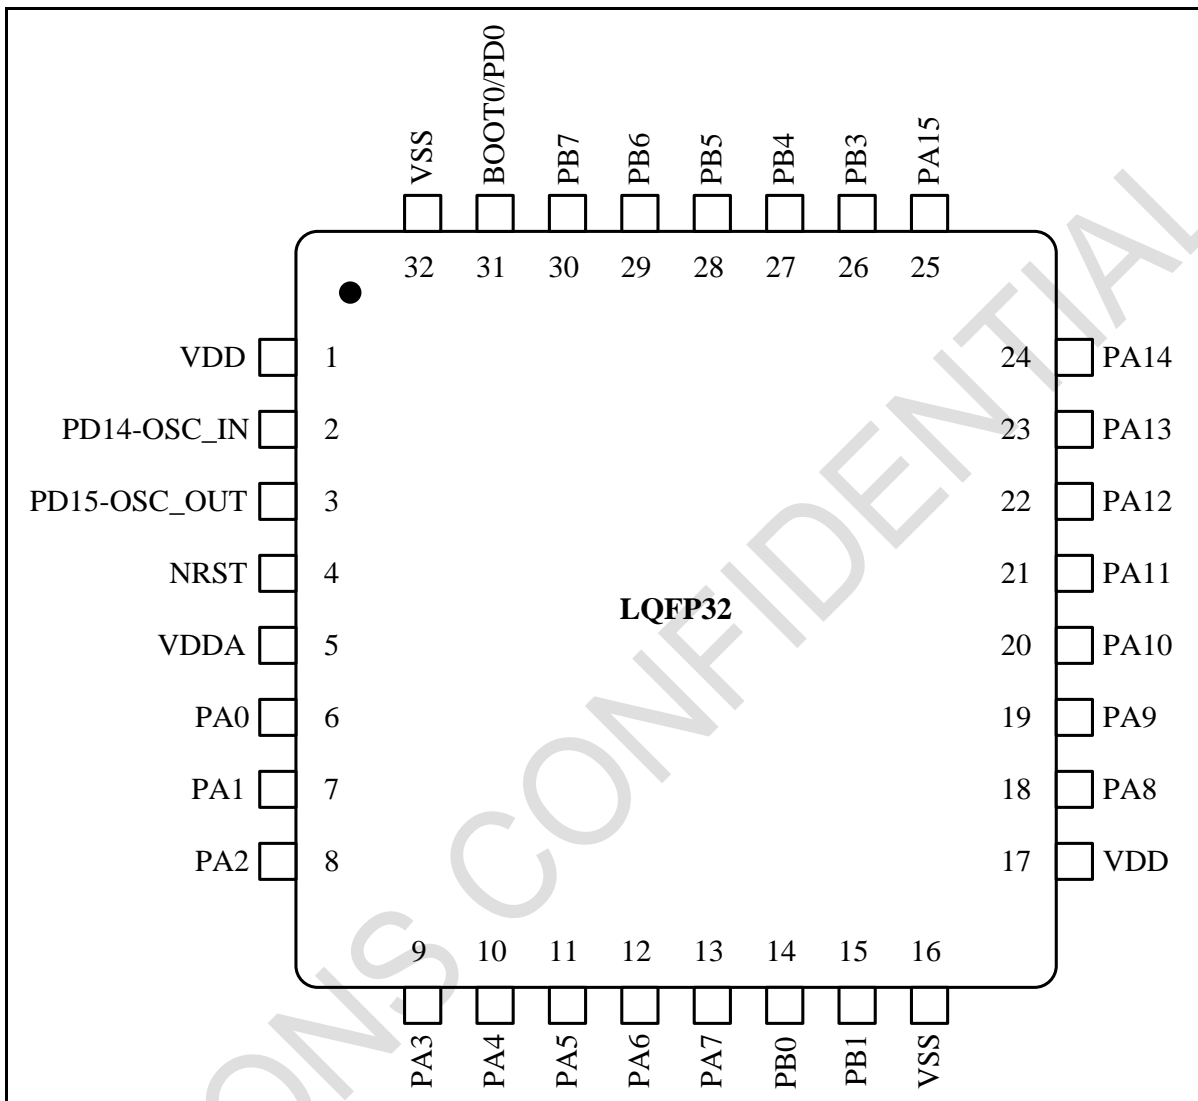 VSS
BOOT0/PD0
PB7
PB6
PB5
PB4
PB3
PA15
32 31 30 29 28 27 26 25
VDD 1
PD14-OSC_IN 2
PD15-OSC_OUT 3
NRST 4
VDDA 5
PA0 6
PA1 7
PA2 8
LQFP32
24 PA14
23 PA13
22 PA12
21 PA11
20 PA10
19 PA9
18 PA8
17 VDD
9 10 11 12 13 14 15 16
PA3
PA4
PA5
PA6
PA7
PB0
PB1
VSS
ONS CONFIDENTIAL